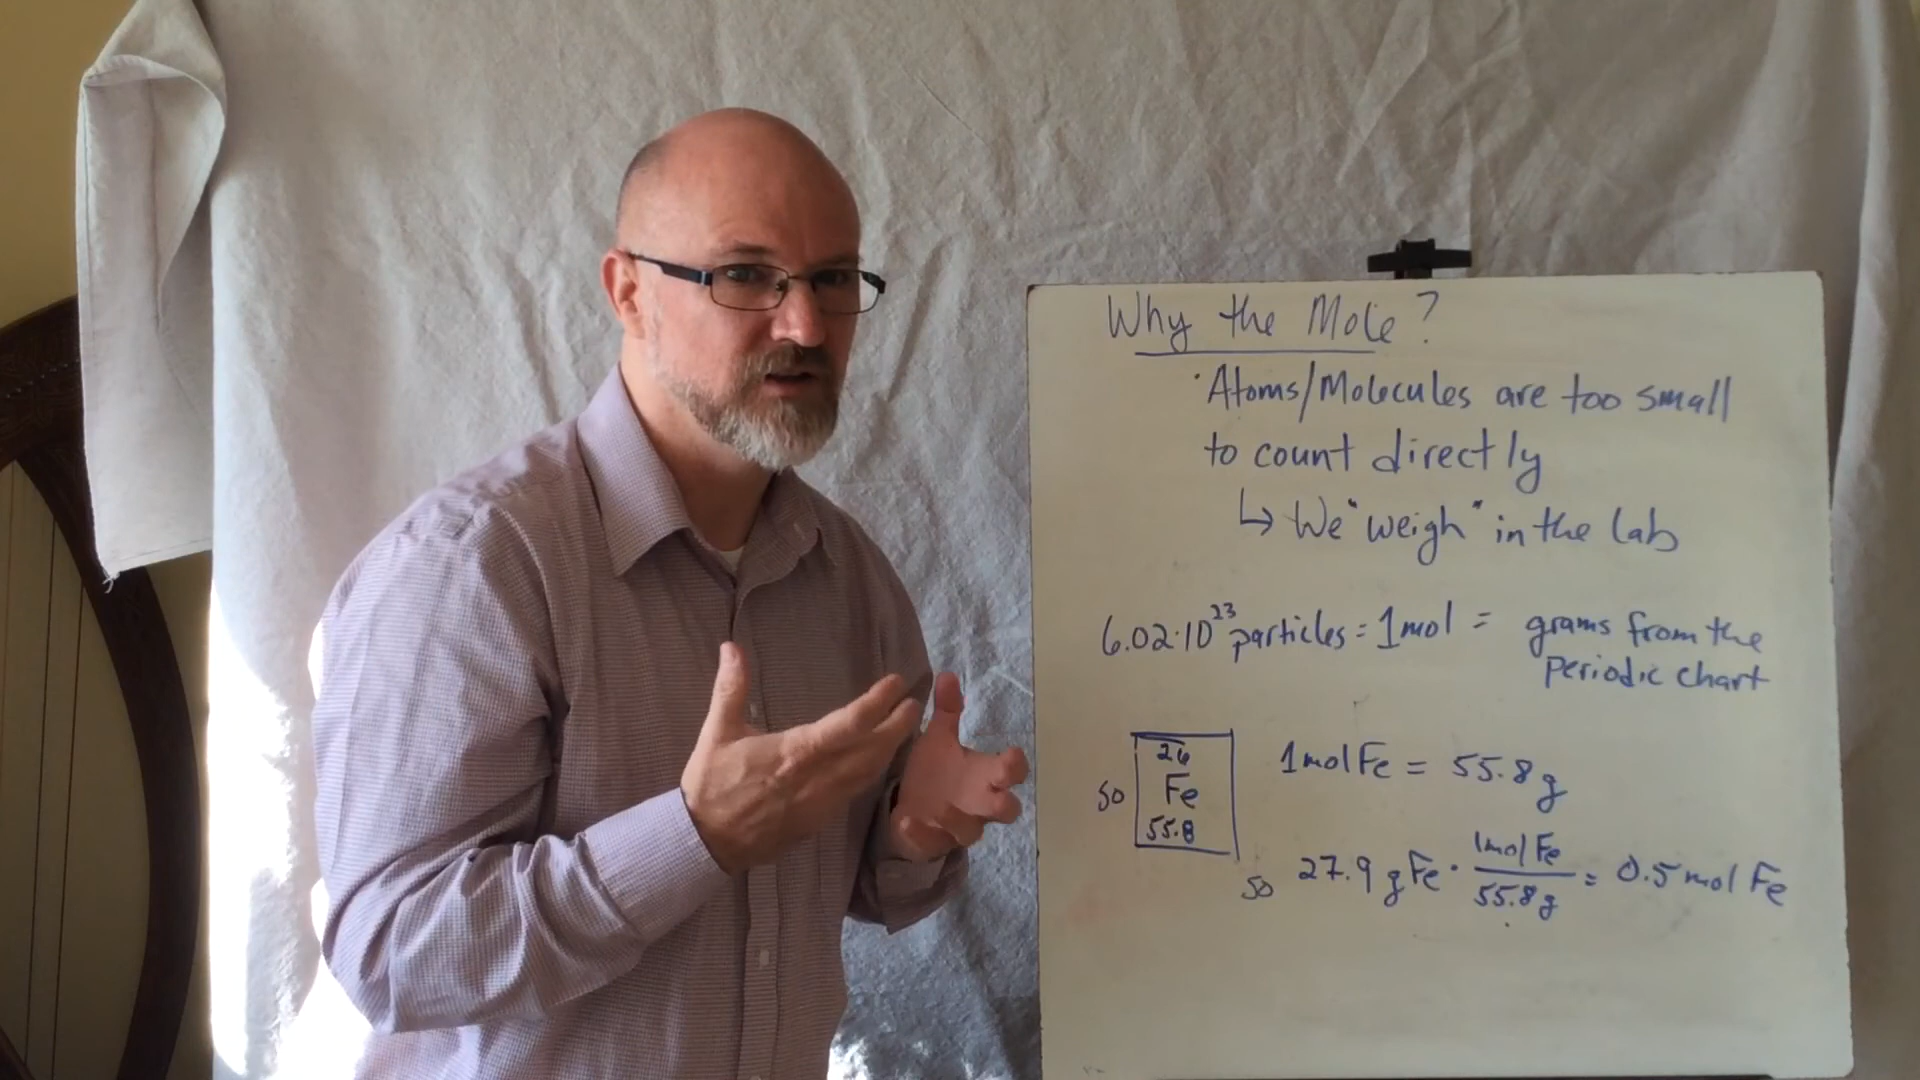 Why the Mole?
·Atoms/Molecules are too small
to count directly
↳ We "weigh" in the lab
6.02·10²³ particles = 1mol = grams from the
periodic chart
26
so Fe
55.8
1mol Fe = 55.8g
so 27.9 g Fe · 1mol Fe / 55.8g = 0.5 mol Fe